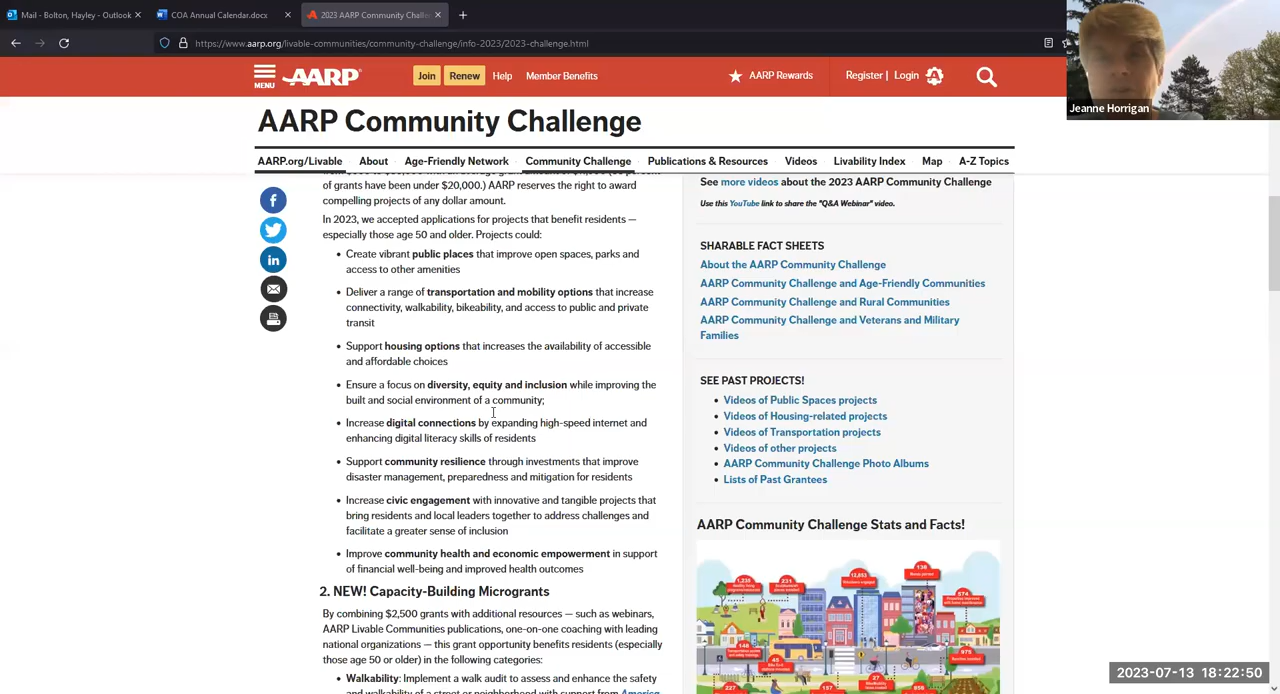 Mail - Bolton, Hayley - Outlook
COA Annual Calendar.docx
2023 AARP Community Challe
https://www.aarp.org/livable-communities/community-challenge/info-2023/2023-challenge.html
MENU
AARP
Join
Renew
Help
Member Benefits
AARP Rewards
Register | Login
Jeanne Horrigan
AARP Community Challenge
AARP.org/Livable
About
Age-Friendly Network
Community Challenge
Publications & Resources
Videos
Livability Index
Map
A-Z Topics
of grants have been under $20,000.) AARP reserves the right to award
compelling projects of any dollar amount.
In 2023, we accepted applications for projects that benefit residents —
especially those age 50 and older. Projects could:
• Create vibrant public places that improve open spaces, parks and
access to other amenities
• Deliver a range of transportation and mobility options that increase
connectivity, walkability, bikeability, and access to public and private
transit
• Support housing options that increases the availability of accessible
and affordable choices
• Ensure a focus on diversity, equity and inclusion while improving the
built and social environment of a community;
• Increase digital connections by expanding high-speed internet and
enhancing digital literacy skills of residents
• Support community resilience through investments that improve
disaster management, preparedness and mitigation for residents
• Increase civic engagement with innovative and tangible projects that
bring residents and local leaders together to address challenges and
facilitate a greater sense of inclusion
• Improve community health and economic empowerment in support
of financial well-being and improved health outcomes
2. NEW! Capacity-Building Microgrants
By combining $2,500 grants with additional resources — such as webinars,
AARP Livable Communities publications, one-on-one coaching with leading
national organizations — this grant opportunity benefits residents (especially
those age 50 or older) in the following categories:
• Walkability: Implement a walk audit to assess and enhance the safety
and walkability of a street or neighborhood with support from America
See more videos about the 2023 AARP Community Challenge
Use this YouTube link to share the "Q&A Webinar" video.
SHARABLE FACT SHEETS
About the AARP Community Challenge
AARP Community Challenge and Age-Friendly Communities
AARP Community Challenge and Rural Communities
AARP Community Challenge and Veterans and Military
Families
SEE PAST PROJECTS!
• Videos of Public Spaces projects
• Videos of Housing-related projects
• Videos of Transportation projects
• Videos of other projects
• AARP Community Challenge Photo Albums
• Lists of Past Grantees
AARP Community Challenge Stats and Facts!
2023-07-13 18:22:50